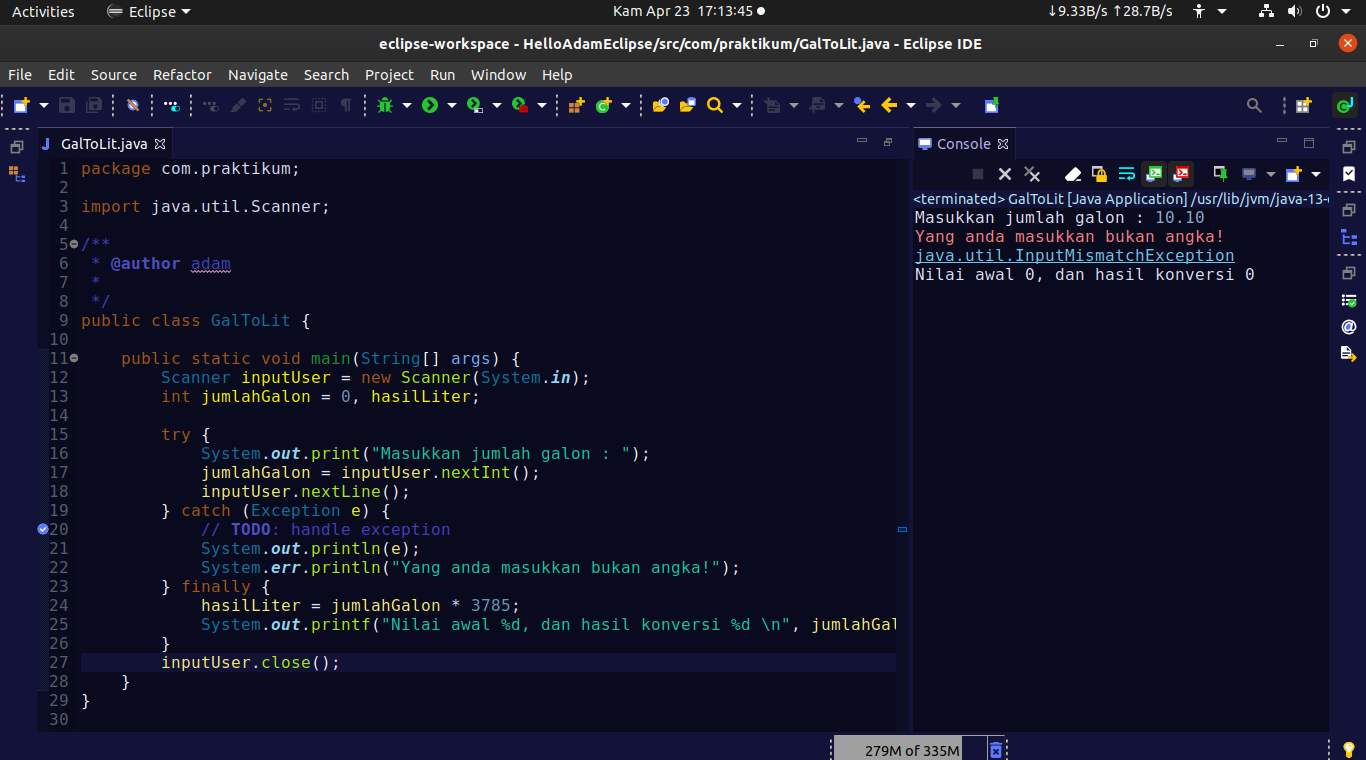 Activities Eclipse Kam Apr 23 17:13:45 ↓9.33B/s ↑28.7B/s
eclipse-workspace - HelloAdamEclipse/src/com/praktikum/GalToLit.java - Eclipse IDE
File Edit Source Refactor Navigate Search Project Run Window Help
GalToLit.java
1 package com.praktikum;
2
3 import java.util.Scanner;
4
5 /**
6 * @author adam
7 *
8 */
9 public class GalToLit {
10
11 public static void main(String[] args) {
12 Scanner inputUser = new Scanner(System.in);
13 int jumlahGalon = 0, hasilLiter;
14
15 try {
16 System.out.print("Masukkan jumlah galon : ");
17 jumlahGalon = inputUser.nextInt();
18 inputUser.nextLine();
19 } catch (Exception e) {
20 // TODO: handle exception
21 System.out.println(e);
22 System.err.println("Yang anda masukkan bukan angka!");
23 } finally {
24 hasilLiter = jumlahGalon * 3785;
25 System.out.printf("Nilai awal %d, dan hasil konversi %d \n", jumlahGal
26 }
27 inputUser.close();
28 }
29 }
30
Console
<terminated> GalToLit [Java Application] /usr/lib/jvm/java-13-
Masukkan jumlah galon : 10.10
Yang anda masukkan bukan angka!
java.util.InputMismatchException
Nilai awal 0, dan hasil konversi 0
279M of 335M